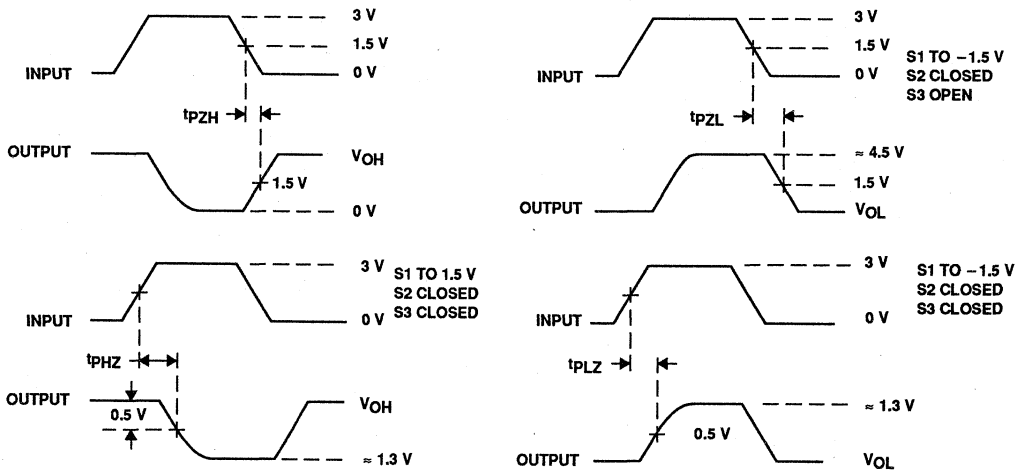 3 V
1.5 V
INPUT
0 V
tPZH
OUTPUT
VOH
1.5 V
0 V
3 V
1.5 V
INPUT
0 V
S1 TO −1.5 V
S2 CLOSED
S3 OPEN
tPZL
≈ 4.5 V
1.5 V
OUTPUT
VOL
3 V
S1 TO 1.5 V
S2 CLOSED
S3 CLOSED
INPUT
0 V
tPHZ
OUTPUT
VOH
0.5 V
≈ 1.3 V
3 V
S1 TO −1.5 V
S2 CLOSED
S3 CLOSED
INPUT
0 V
tPLZ
≈ 1.3 V
0.5 V
OUTPUT
VOL